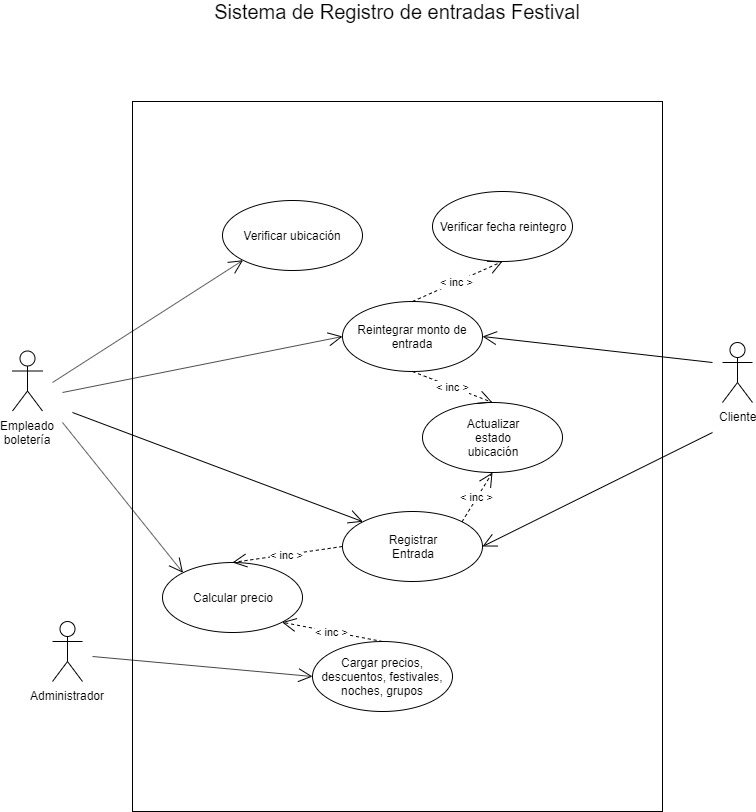 Sistema de Registro de entradas Festival
Verificar ubicación
Verificar fecha reintegro
< inc >
Reintegrar monto de
entrada
< inc >
Empleado
boletería
Cliente
Actualizar
estado
ubicación
< inc >
Registrar
Entrada
< inc >
Calcular precio
< inc >
Cargar precios,
descuentos, festivales,
noches, grupos
Administrador